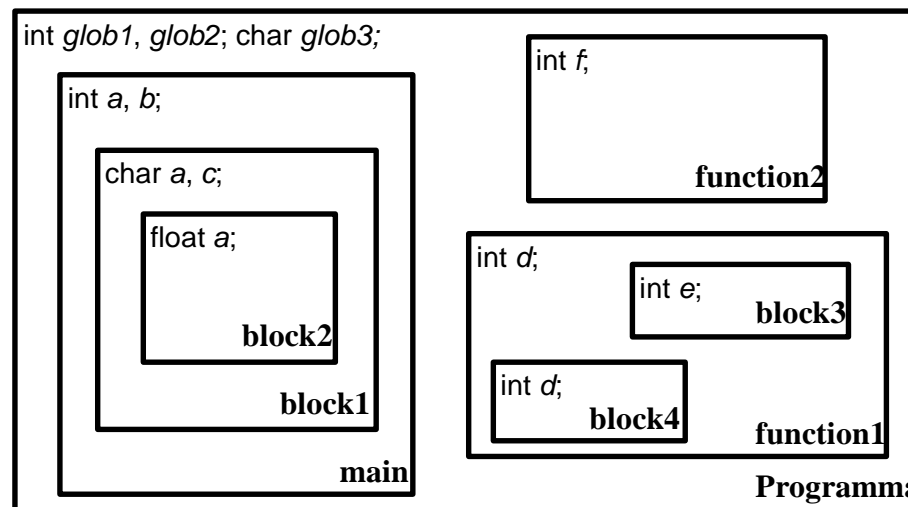 int glob1, glob2; char glob3;
int a, b;
char a, c;
float a;
block2
block1
main
int f;
function2
int d;
int e;
block3
int d;
block4
function1
Programma